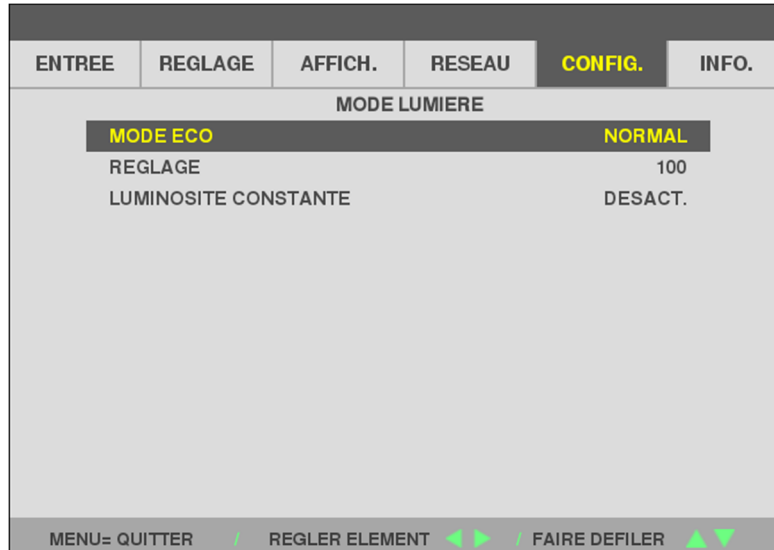 ENTREE REGLAGE AFFICH. RESEAU CONFIG. INFO.
MODE LUMIERE
MODE ECO NORMAL
REGLAGE 100
LUMINOSITE CONSTANTE DESACT.
MENU= QUITTER / REGLER ELEMENT ◀ ▶ / FAIRE DEFILER ▲ ▼